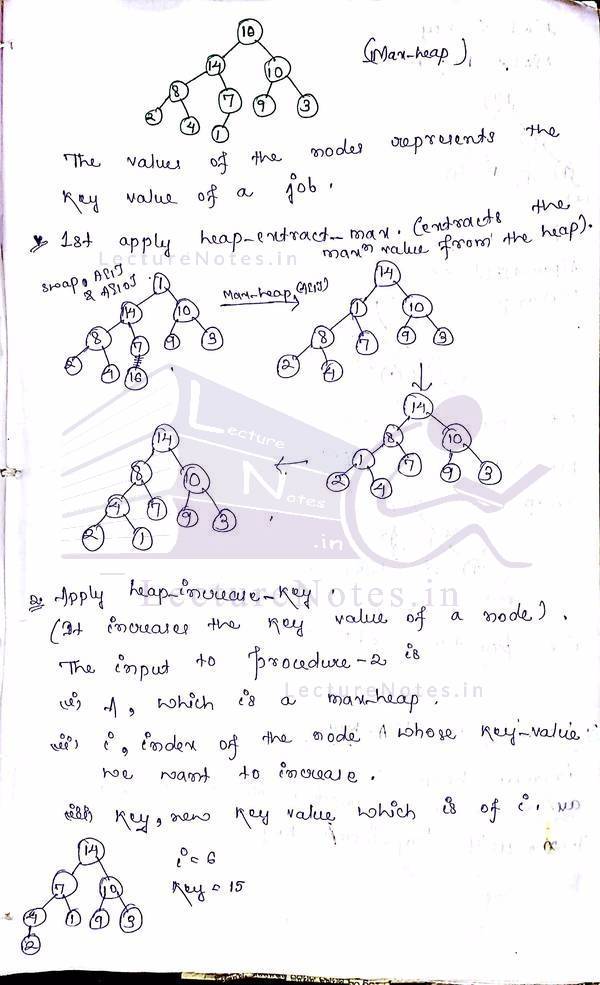 16
(Max-heap)
14 10
8 7 9 3
2 4 1
The values of the nodes represents the
key value of a job.
1st apply heap-extract-max. (extracts the
maxm value from the heap).
LectureNotes.in
swap, A[1]
& A[10]
1
14 10
8 7 9 3
2 4 16
Max-heap, (A[1])
14
1 10
8 7 9 3
2 4
14
8 10
1 7 9 3
2 4
14
8 10
4 7 9 3
2 1
Lecture
Notes
.in
2. Apply heap-increase-key.
LectureNotes.in
(It increases the key value of a node).
The input to procedure-2 is
LectureNotes.in
(i) A, which is a max-heap.
(ii) i, index of the node A whose key-value
we want to increase.
(iii) key, new key value which is of i.
14
7 10
4 1 9 3
2
i = 6
key = 15